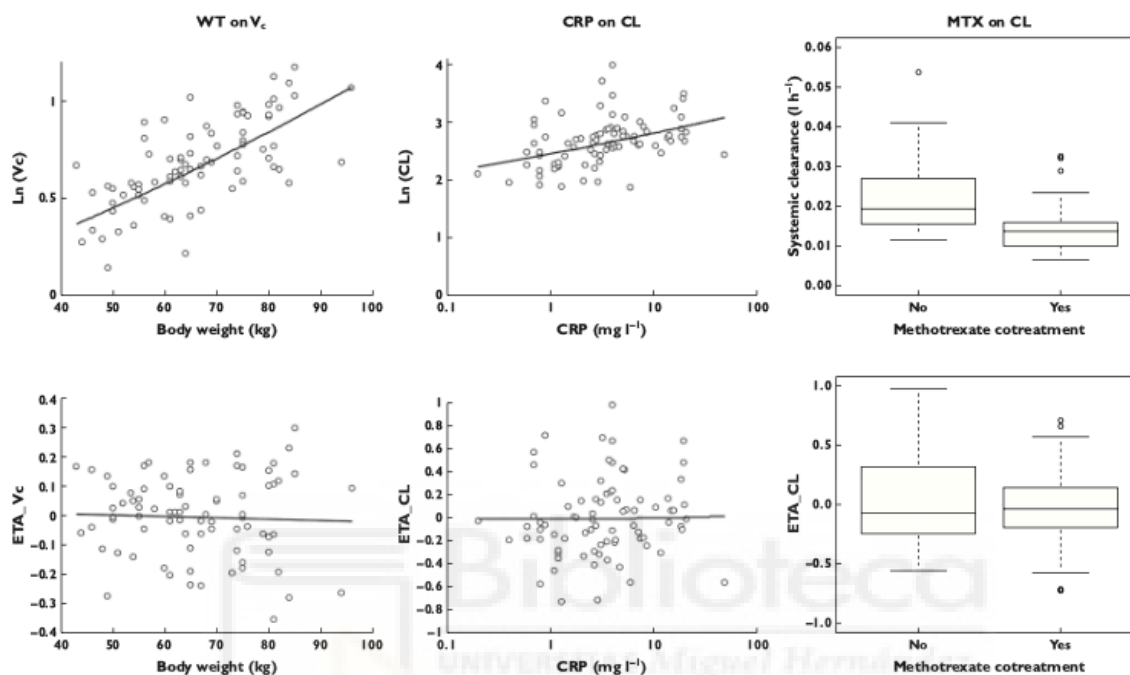 WT on Vc
CRP on CL
MTX on CL
Ln (Vc)
1
0.5
0
40 50 60 70 80 90 100
Body weight (kg)
Ln (CL)
4
3
2
1
0
0.1 1 10 100
CRP (mg l⁻¹)
Systemic clearance (l h⁻¹)
0.06
0.05
0.04
0.03
0.02
0.01
0.00
No Yes
Methotrexate cotreatment
ETA_Vc
0.4
0.3
0.2
0.1
0
−0.1
−0.2
−0.3
−0.4
40 50 60 70 80 90 100
Body weight (kg)
ETA_CL
1
0.8
0.6
0.4
0.2
0
−0.2
−0.4
−0.6
−0.8
−1
0.1 1 10 100
CRP (mg l⁻¹)
ETA_CL
1.0
0.5
0.0
−0.5
−1.0
No Yes
Methotrexate cotreatment
Biblioteca
UNIVERSITAS Miguel Hernández